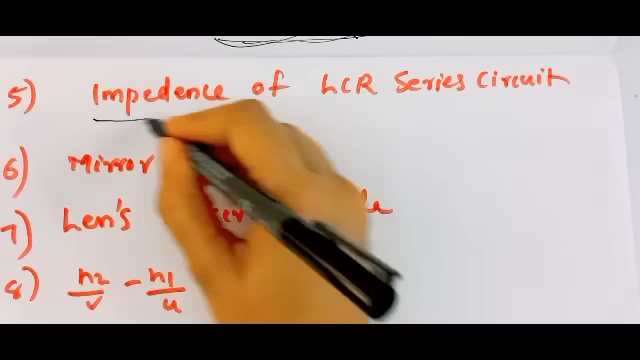 5) Impedence of LCR Series Circuit
6) Mirror
7) Len's
8) n2/v - n1/u